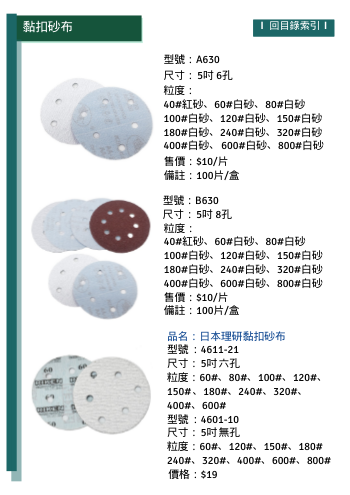 黏扣砂布
I 回目錄索引 I
型號：A630
尺寸：5吋 6孔
粒度：
40#紅砂、60#白砂、80#白砂
100#白砂、120#白砂、150#白砂
180#白砂、240#白砂、320#白砂
400#白砂、600#白砂、800#白砂
售價：$10/片
備註：100片/盒
型號：B630
尺寸：5吋 8孔
粒度：
40#紅砂、60#白砂、80#白砂
100#白砂、120#白砂、150#白砂
180#白砂、240#白砂、320#白砂
400#白砂、600#白砂、800#白砂
售價：$10/片
備註：100片/盒
品名：日本理研黏扣砂布
型號：4611-21
尺寸：5吋六孔
粒度：60#、80#、100#、120#、
150#、180#、240#、320#、
400#、600#
型號：4601-10
尺寸：5吋無孔
粒度：60#、120#、150#、180#
240#、320#、400#、600#、800#
價格：$19